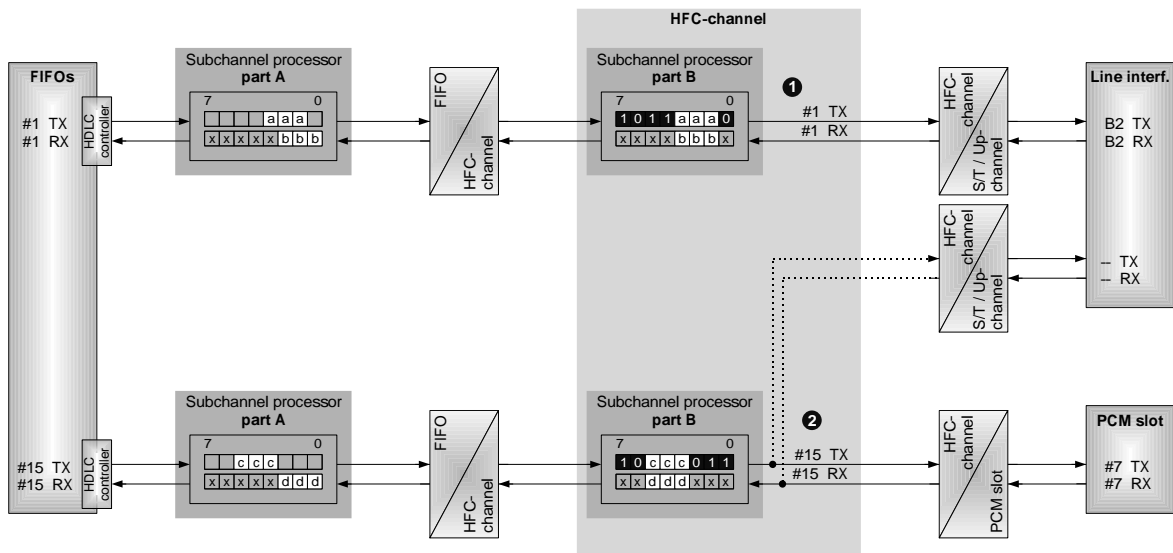 HFC-channel
FIFOs
#1 TX
#1 RX
HDLC controller
Subchannel processor
part A
7 0
a a a
x x x x x b b b
FIFO
HFC-channel
Subchannel processor
part B
7 0
1 0 1 1 a a a 0
x x x x b b b x
1
#1 TX
#1 RX
HFC-channel
S/T / Up-channel
Line interf.
B2 TX
B2 RX
HFC-channel
S/T / Up-channel
-- TX
-- RX
#15 TX
#15 RX
HDLC controller
Subchannel processor
part A
7 0
c c c
x x x x x d d d
FIFO
HFC-channel
Subchannel processor
part B
7 0
1 0 c c c 0 1 1
x x d d d x x x
2
#15 TX
#15 RX
HFC-channel
PCM slot
PCM slot
#7 TX
#7 RX